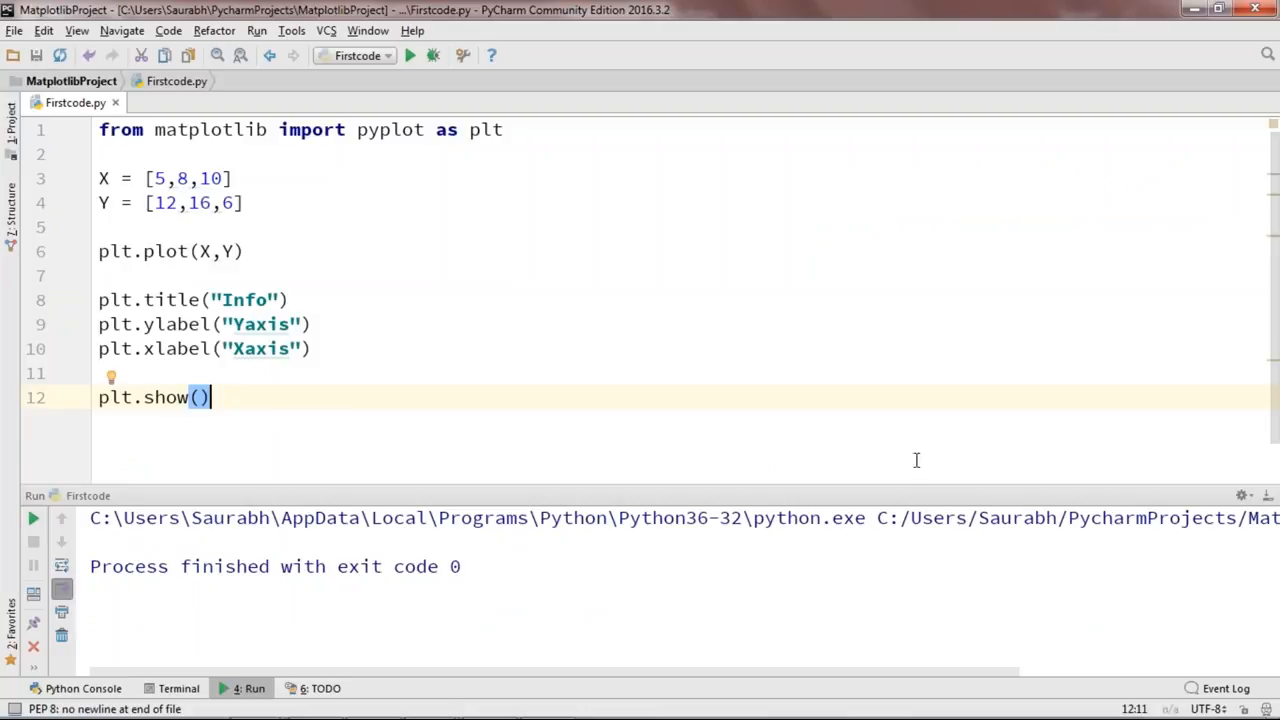 MatplotlibProject - [C:\Users\Saurabh\PycharmProjects\MatplotlibProject] - ...\Firstcode.py - PyCharm Community Edition 2016.3.2
File Edit View Navigate Code Refactor Run Tools VCS Window Help
Firstcode
MatplotlibProject Firstcode.py
Firstcode.py
1: Project
Z: Structure
2: Favorites
1 from matplotlib import pyplot as plt
2
3 X = [5,8,10]
4 Y = [12,16,6]
5
6 plt.plot(X,Y)
7
8 plt.title("Info")
9 plt.ylabel("Yaxis")
10 plt.xlabel("Xaxis")
11
12 plt.show()
Run Firstcode
C:\Users\Saurabh\AppData\Local\Programs\Python\Python36-32\python.exe C:/Users/Saurabh/PycharmProjects/Mat
Process finished with exit code 0
Python Console Terminal 4: Run 6: TODO Event Log
PEP 8: no newline at end of file 12:11 n/a UTF-8